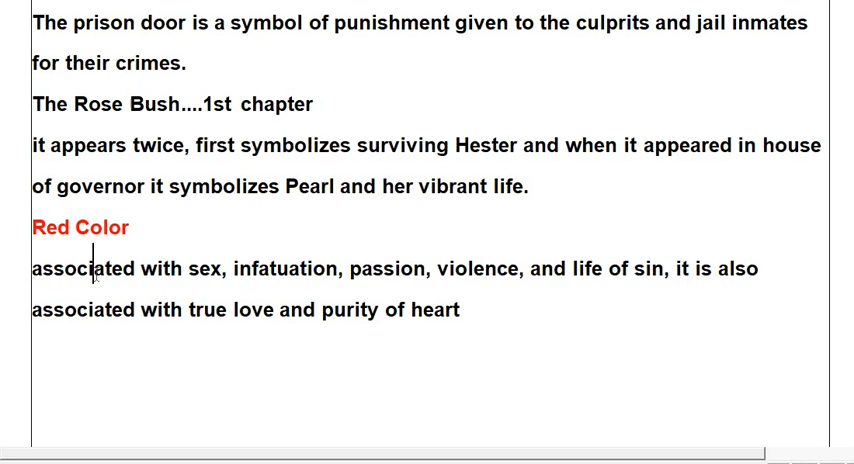 The prison door is a symbol of punishment given to the culprits and jail inmates
for their crimes.
The Rose Bush....1st chapter
it appears twice, first symbolizes surviving Hester and when it appeared in house
of governor it symbolizes Pearl and her vibrant life.
Red Color
associated with sex, infatuation, passion, violence, and life of sin, it is also
associated with true love and purity of heart